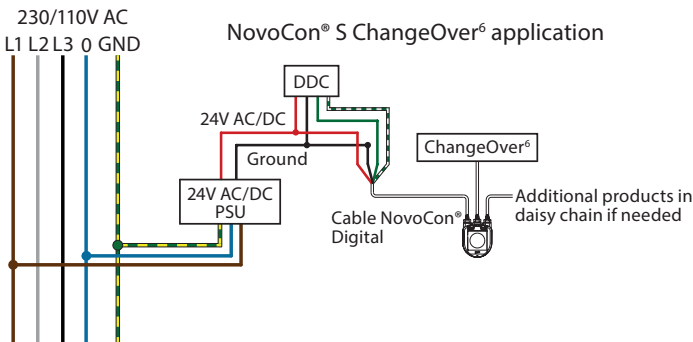 230/110V AC
L1 L2 L3 0 GND
NovoCon® S ChangeOver⁶ application
DDC
24V AC/DC
Ground
24V AC/DC
PSU
ChangeOver⁶
Cable NovoCon®
Digital
Additional products in
daisy chain if needed